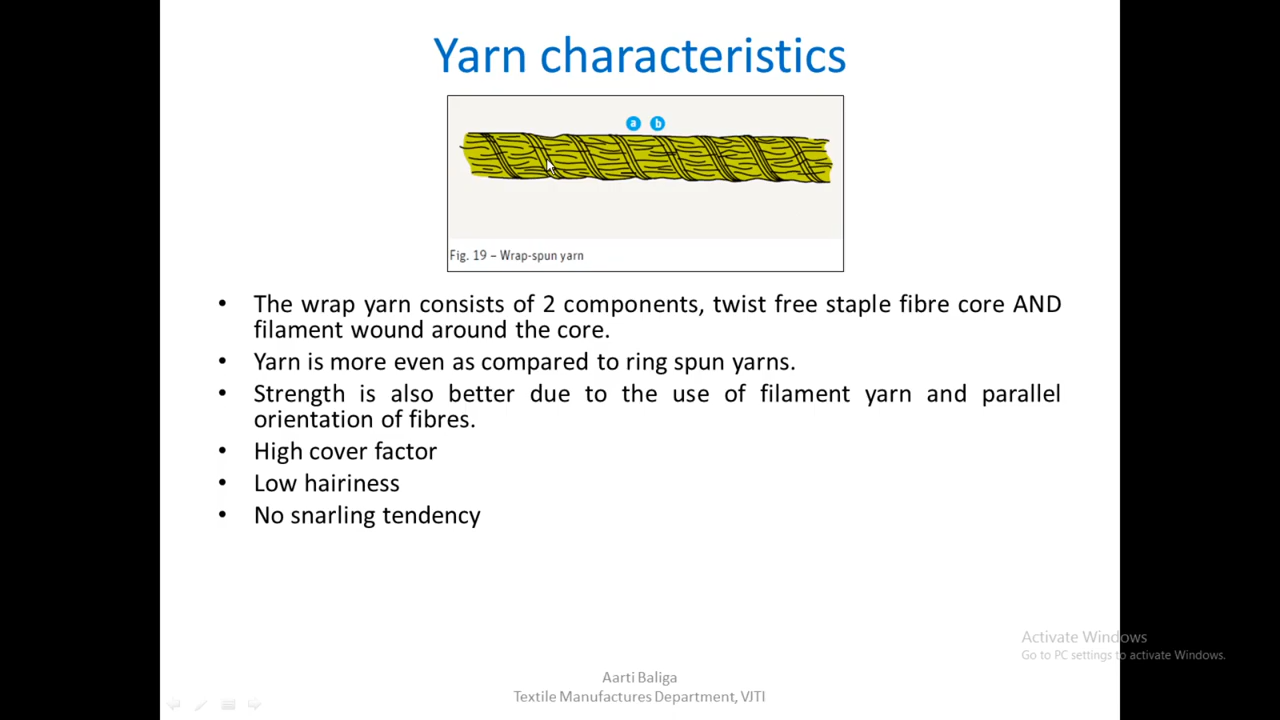 Yarn characteristics
a b
Fig. 19 – Wrap-spun yarn
• The wrap yarn consists of 2 components, twist free staple fibre core AND
filament wound around the core.
• Yarn is more even as compared to ring spun yarns.
• Strength is also better due to the use of filament yarn and parallel
orientation of fibres.
• High cover factor
• Low hairiness
• No snarling tendency
Activate Windows
Go to PC settings to activate Windows.
Aarti Baliga
Textile Manufactures Department, VJTI